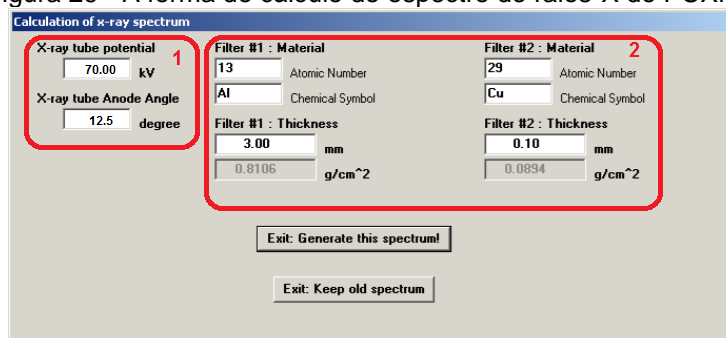 Calculation of x-ray spectrum
X-ray tube potential
70.00 kV
1
X-ray tube Anode Angle
12.5 degree
Filter #1 : Material
13 Atomic Number
Al Chemical Symbol
Filter #1 : Thickness
3.00 mm
0.8106 g/cm^2
Filter #2 : Material
2
29 Atomic Number
Cu Chemical Symbol
Filter #2 : Thickness
0.10 mm
0.0894 g/cm^2
Exit: Generate this spectrum!
Exit: Keep old spectrum